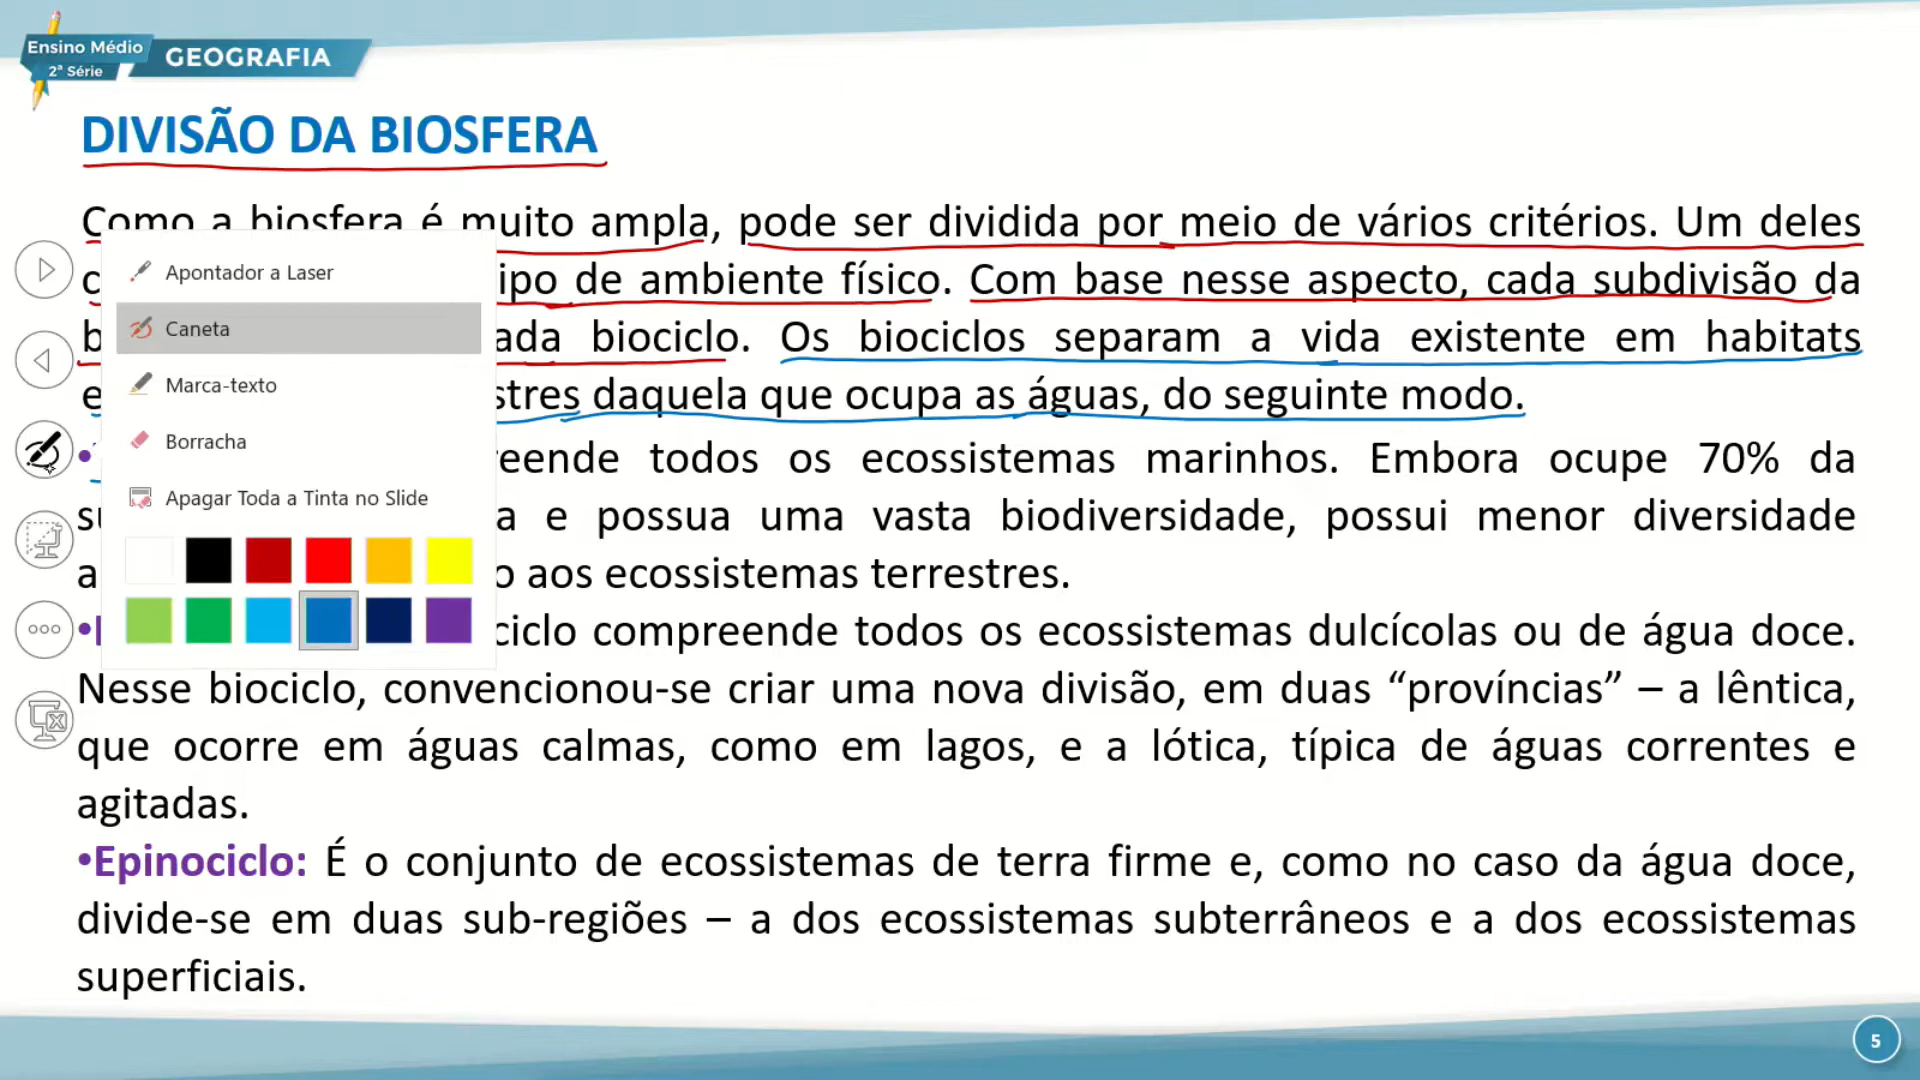 Ensino Médio
2ª Série
GEOGRAFIA
DIVISÃO DA BIOSFERA
Como a biosfera é muito ampla, pode ser dividida por meio de vários critérios. Um deles
ipo de ambiente físico. Com base nesse aspecto, cada subdivisão da
ada biociclo. Os biociclos separam a vida existente em habitats
stres daquela que ocupa as águas, do seguinte modo.
eende todos os ecossistemas marinhos. Embora ocupe 70% da
a e possua uma vasta biodiversidade, possui menor diversidade
o aos ecossistemas terrestres.
ciclo compreende todos os ecossistemas dulcícolas ou de água doce.
Nesse biociclo, convencionou-se criar uma nova divisão, em duas “províncias” – a lêntica,
que ocorre em águas calmas, como em lagos, e a lótica, típica de águas correntes e
agitadas.
•Epinociclo: É o conjunto de ecossistemas de terra firme e, como no caso da água doce,
divide-se em duas sub-regiões – a dos ecossistemas subterrâneos e a dos ecossistemas
superficiais.
Apontador a Laser
Caneta
Marca-texto
Borracha
Apagar Toda a Tinta no Slide
5